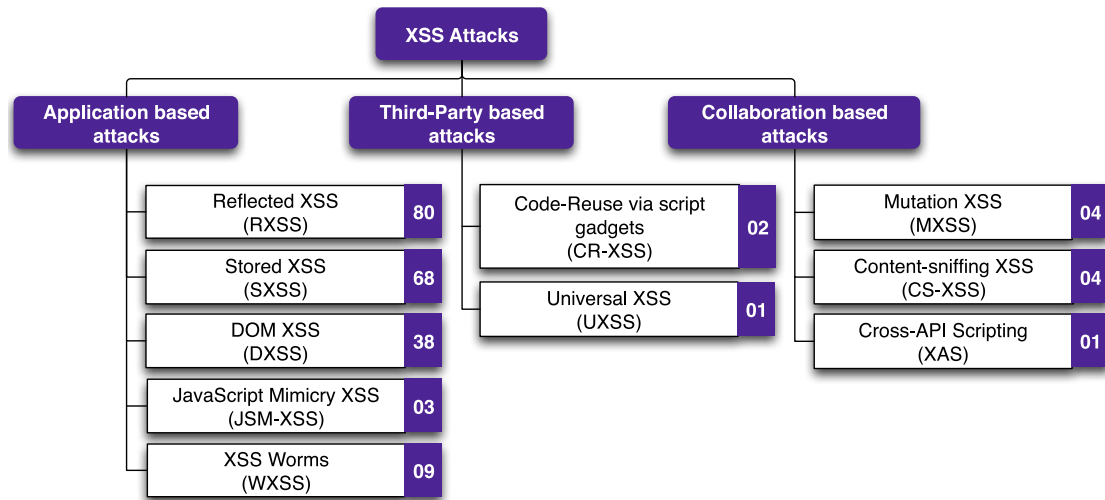 XSS Attacks
Application based
attacks
Third-Party based
attacks
Collaboration based
attacks
Reflected XSS
(RXSS)
80
Stored XSS
(SXSS)
68
DOM XSS
(DXSS)
38
JavaScript Mimicry XSS
(JSM-XSS)
03
XSS Worms
(WXSS)
09
Code-Reuse via script
gadgets
(CR-XSS)
02
Universal XSS
(UXSS)
01
Mutation XSS
(MXSS)
04
Content-sniffing XSS
(CS-XSS)
04
Cross-API Scripting
(XAS)
01